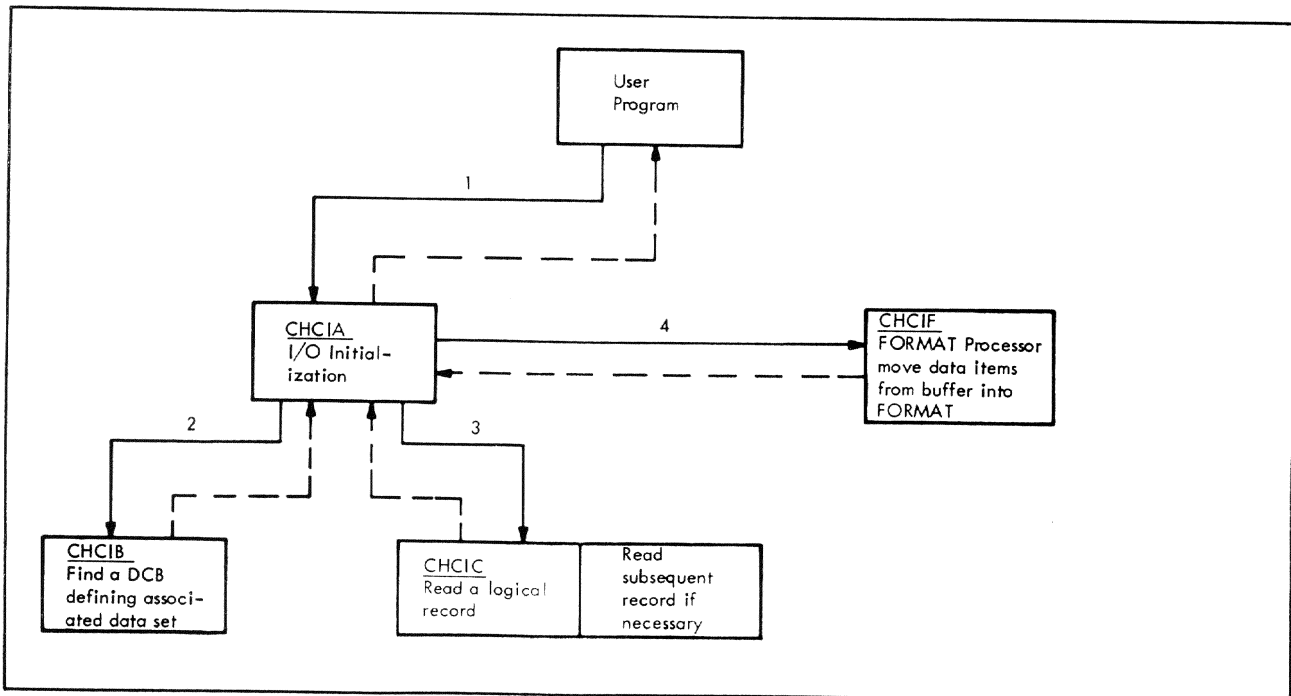 User
Program
1
CHCIA
I/O Initial-
ization
4
CHCIF
FORMAT Processor
move data items
from buffer into
FORMAT
2
3
CHCIB
Find a DCB
defining associ-
ated data set
CHCIC
Read a logical
record
Read
subsequent
record if
necessary